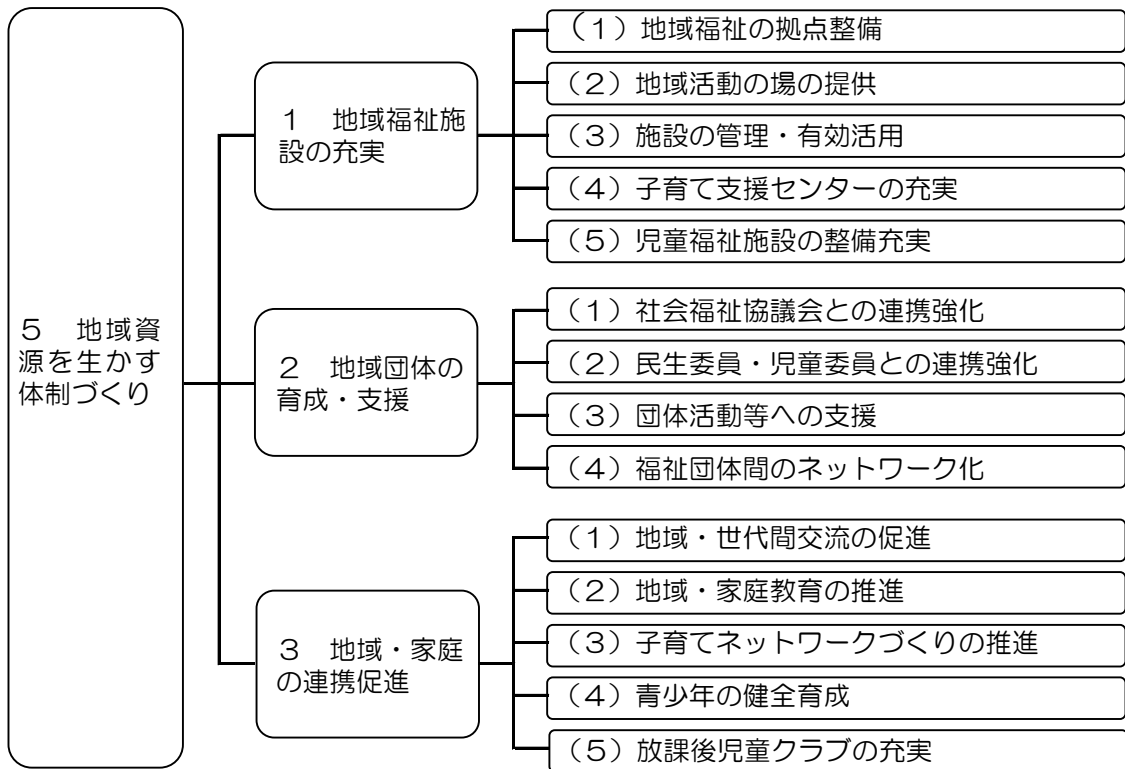 ５　地域資
源を生かす
体制づくり
１　地域福祉施
設の充実
（１）地域福祉の拠点整備
（２）地域活動の場の提供
（３）施設の管理・有効活用
（４）子育て支援センターの充実
（５）児童福祉施設の整備充実
２　地域団体の
育成・支援
（１）社会福祉協議会との連携強化
（２）民生委員・児童委員との連携強化
（３）団体活動等への支援
（４）福祉団体間のネットワーク化
３　地域・家庭
の連携促進
（１）地域・世代間交流の促進
（２）地域・家庭教育の推進
（３）子育てネットワークづくりの推進
（４）青少年の健全育成
（５）放課後児童クラブの充実